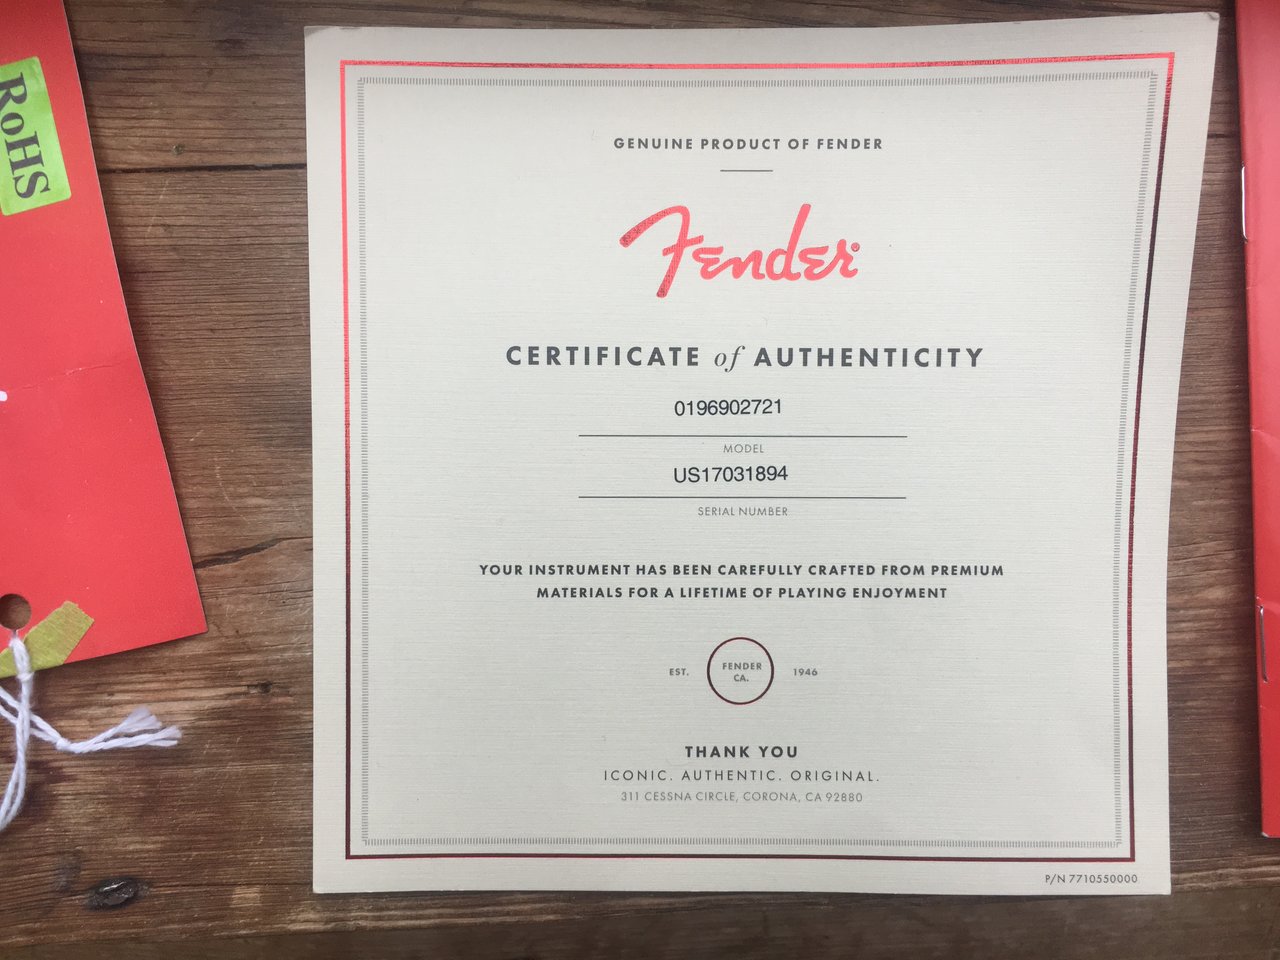 RoHS
GENUINE PRODUCT OF FENDER
Fender®
CERTIFICATE of AUTHENTICITY
0196902721
MODEL
US17031894
SERIAL NUMBER
YOUR INSTRUMENT HAS BEEN CAREFULLY CRAFTED FROM PREMIUM
MATERIALS FOR A LIFETIME OF PLAYING ENJOYMENT
EST. FENDER CA. 1946
THANK YOU
ICONIC. AUTHENTIC. ORIGINAL.
311 CESSNA CIRCLE, CORONA, CA 92880
P/N 7710550000